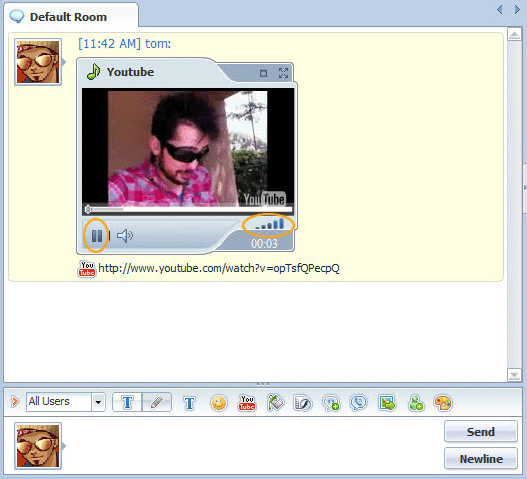 Default Room
[11:42 AM] tom:
Youtube
YouTube
00:03
You Tube http://www.youtube.com/watch?v=opTsfQPecpQ
All Users T T You Tube
Send
Newline